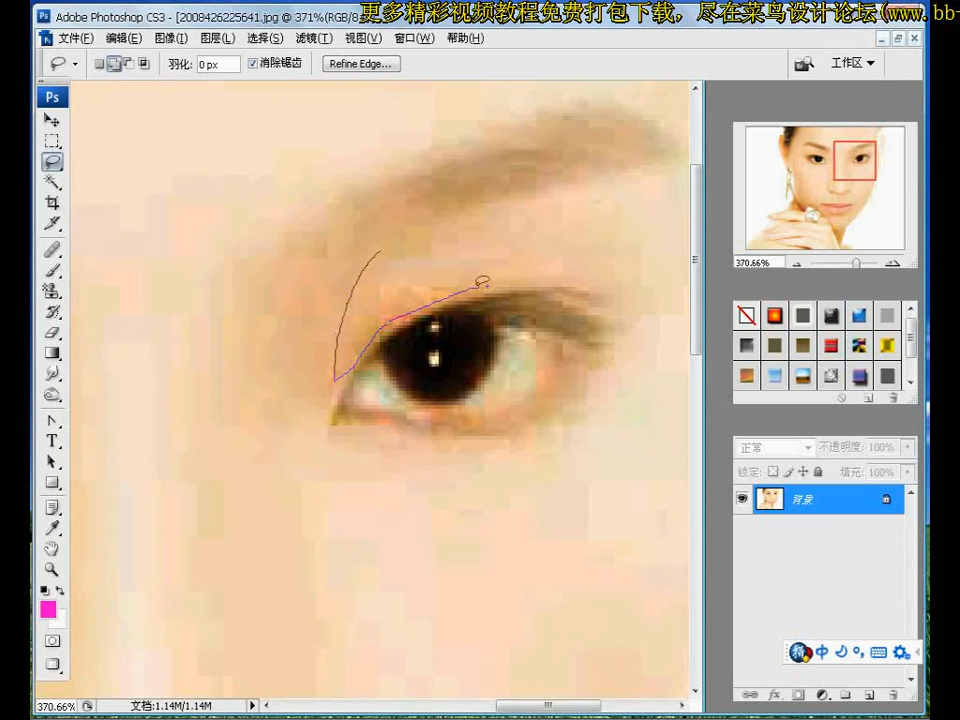 更多精彩视频教程免费打包下载，尽在菜鸟设计论坛(www.bb-
Adobe Photoshop CS3 - [2008426225641.jpg @ 371%(RGB/8
文件(F) 编辑(E) 图像(I) 图层(L) 选择(S) 滤镜(T) 视图(V) 窗口(W) 帮助(H)
羽化: 0 px 消除锯齿 Refine Edge... 工作区
Ps
370.66%
正常 不透明度: 100%
锁定: 填充: 100%
背景
中
370.66% 文档:1.14M/1.14M